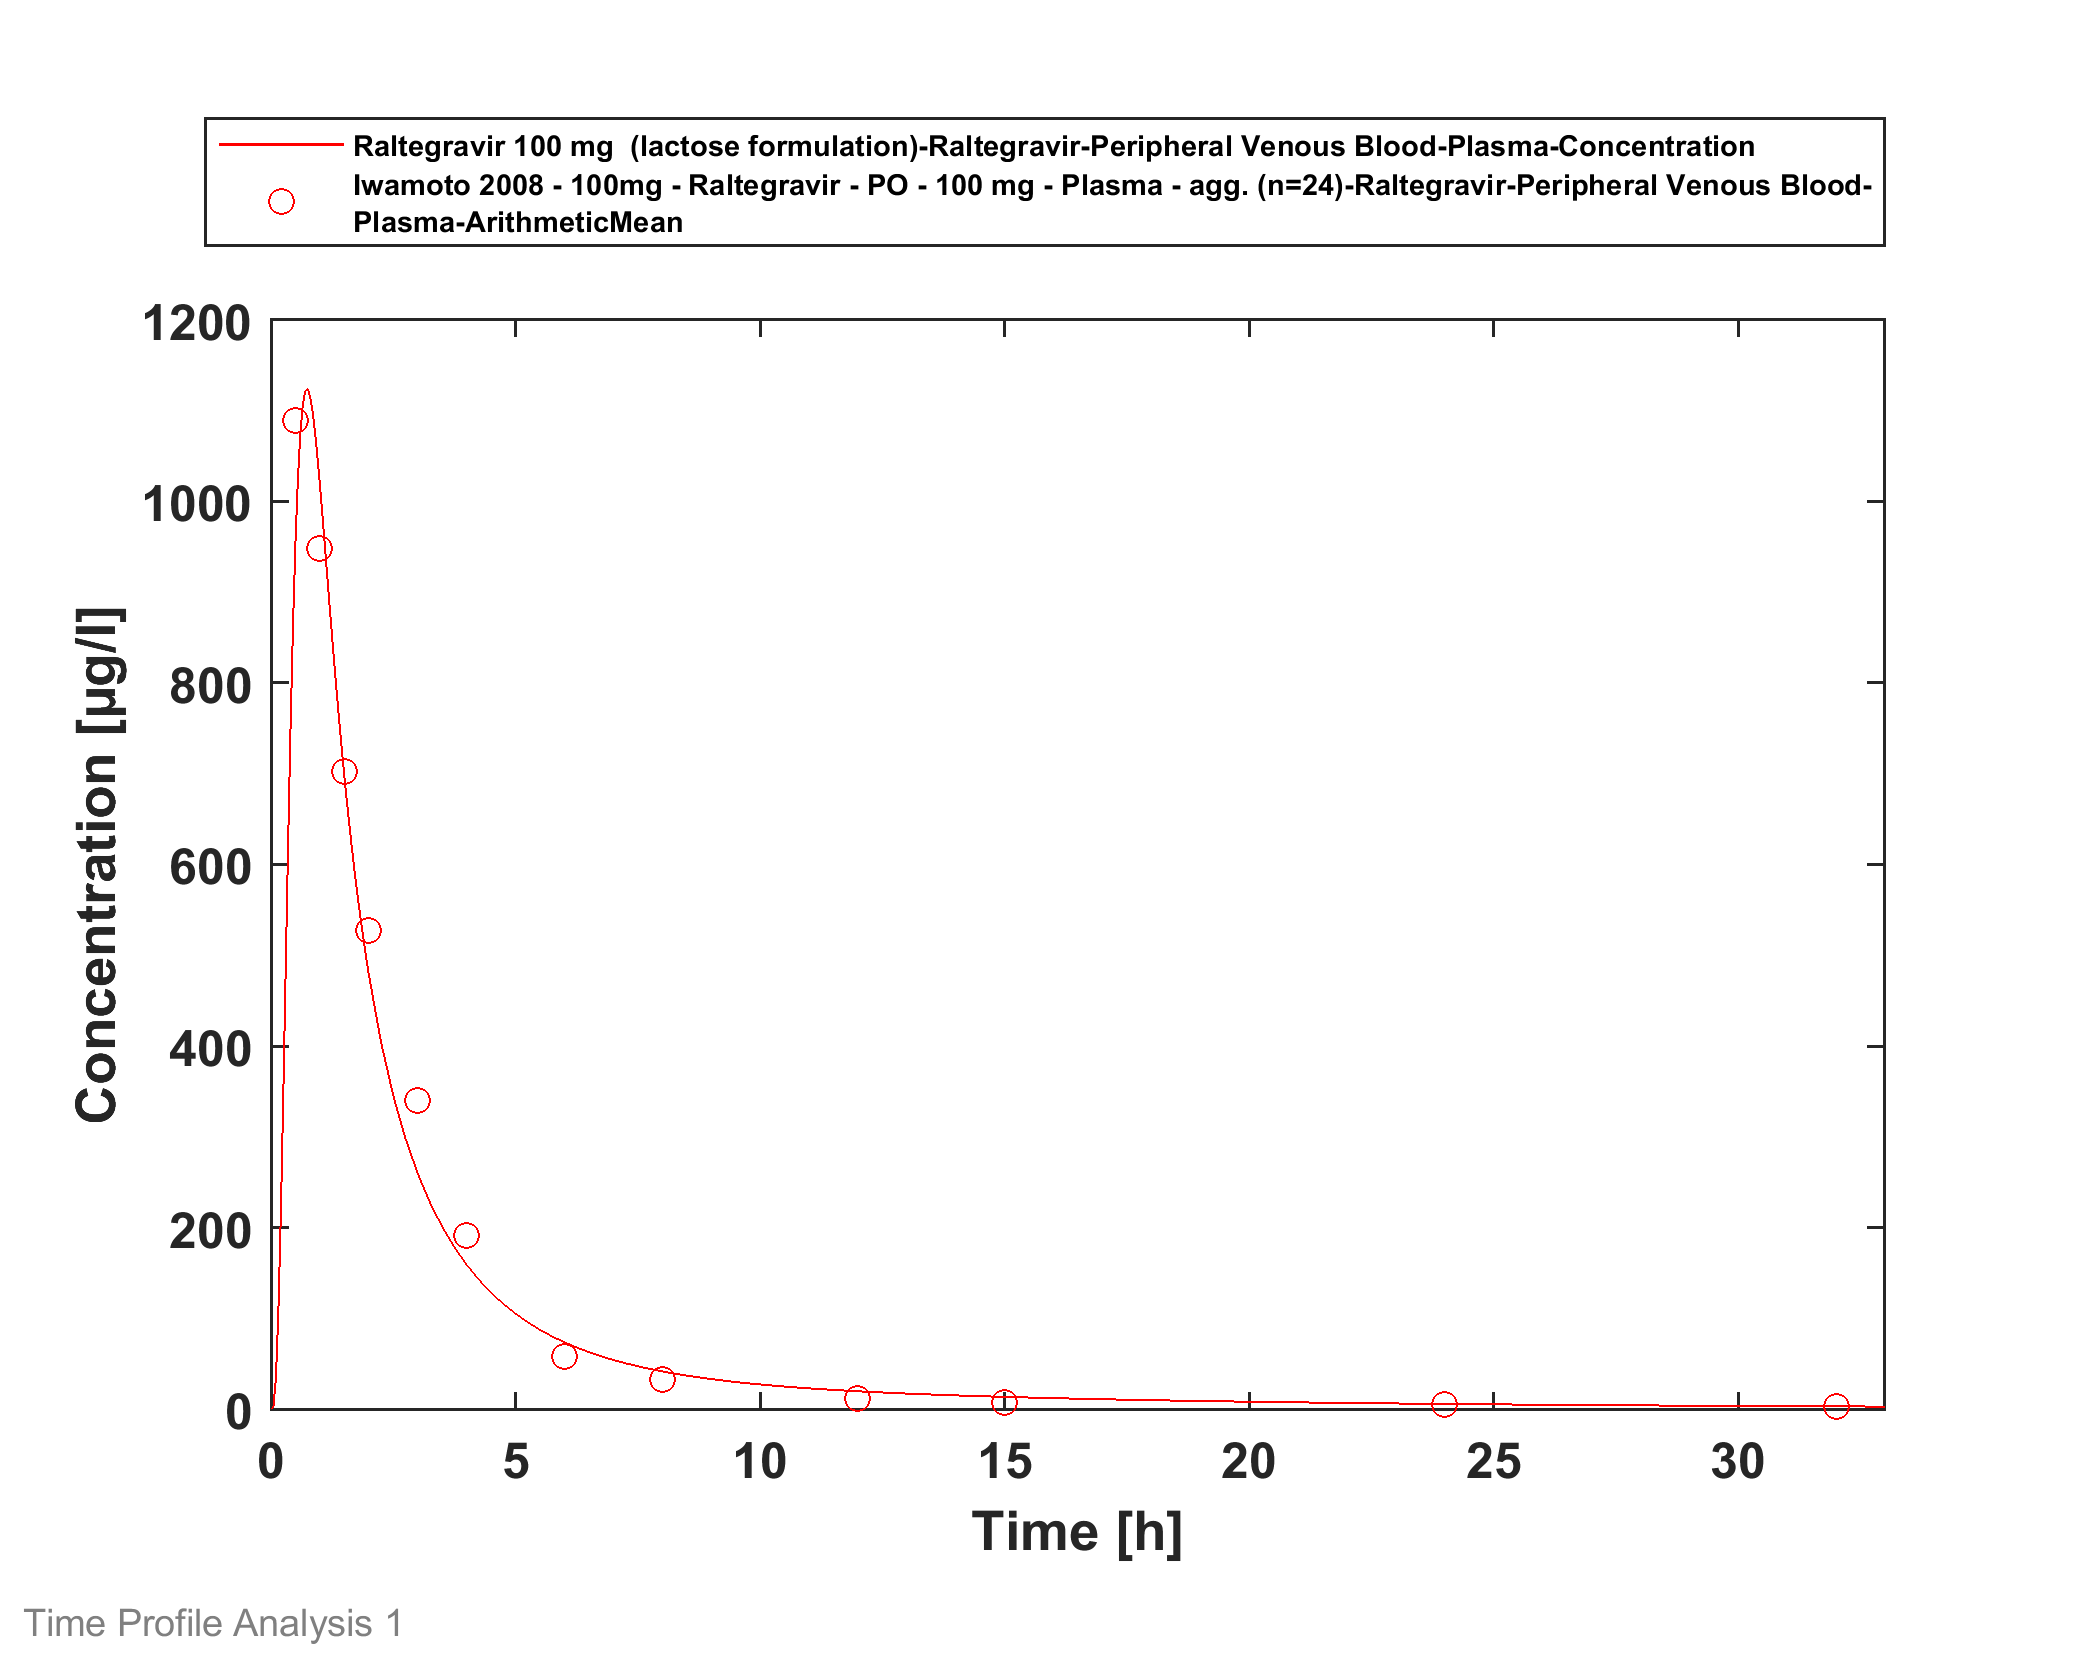 Raltegravir 100 mg  (lactose formulation)-Raltegravir-Peripheral Venous Blood-Plasma-Concentration
Iwamoto 2008 - 100mg - Raltegravir - PO - 100 mg - Plasma - agg. (n=24)-Raltegravir-Peripheral Venous Blood-
Plasma-ArithmeticMean
1200
1000
800
600
400
200
0
Concentration [µg/l]
0 5 10 15 20 25 30
Time [h]
Time Profile Analysis 1